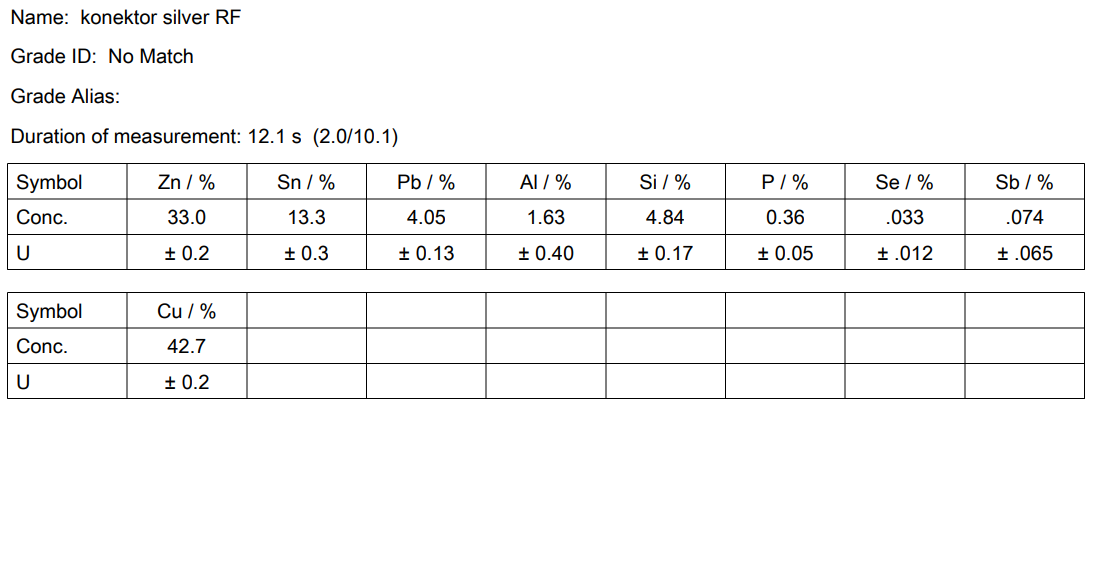 Name: konektor silver RF
Grade ID: No Match
Grade Alias:
Duration of measurement: 12.1 s (2.0/10.1)
Symbol Zn / % Sn / % Pb / % Al / % Si / % P / % Se / % Sb / %
Conc. 33.0 13.3 4.05 1.63 4.84 0.36 .033 .074
U ± 0.2 ± 0.3 ± 0.13 ± 0.40 ± 0.17 ± 0.05 ± .012 ± .065
Symbol Cu / %
Conc. 42.7
U ± 0.2